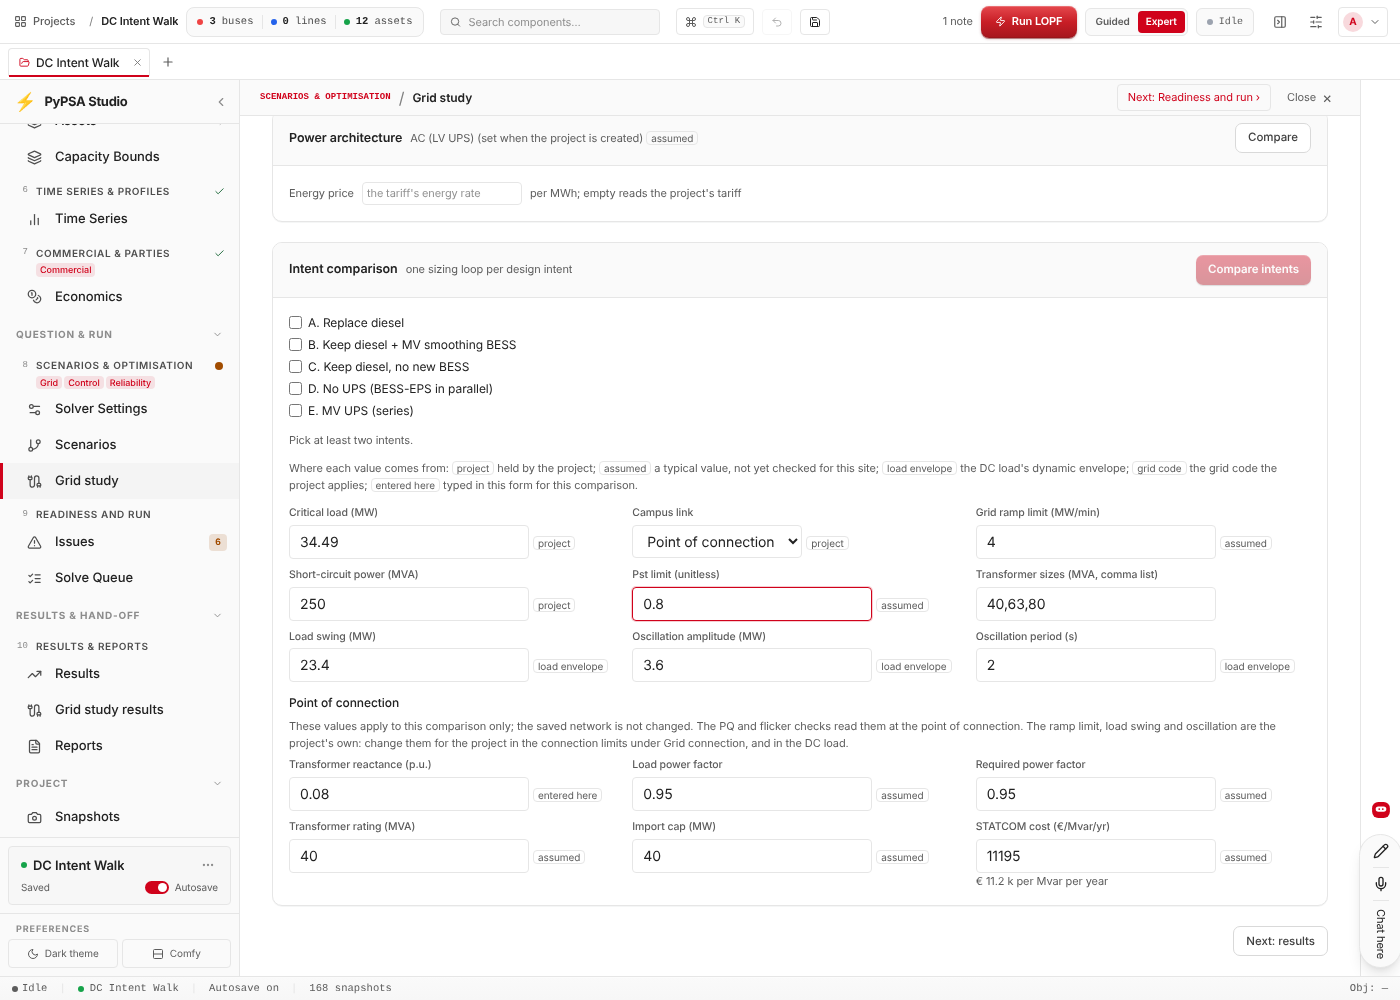 Projects / DC Intent Walk
3 buses 0 lines 12 assets
Search components...
⌘ Ctrl K
1 note
Run LOPF
Guided Expert
Idle
A
DC Intent Walk × +
PyPSA Studio
SCENARIOS & OPTIMISATION / Grid study
Next: Readiness and run ›
Close ×
Assets
Capacity Bounds
6 TIME SERIES & PROFILES
Time Series
7 COMMERCIAL & PARTIES
Commercial
Economics
QUESTION & RUN
8 SCENARIOS & OPTIMISATION
Grid Control Reliability
Solver Settings
Scenarios
Grid study
9 READINESS AND RUN
Issues 6
Solve Queue
RESULTS & HAND-OFF
10 RESULTS & REPORTS
Results
Grid study results
Reports
PROJECT
Snapshots
DC Intent Walk ...
Saved Autosave
PREFERENCES
Dark theme Comfy
Power architecture AC (LV UPS) (set when the project is created) assumed
Compare
Energy price the tariff's energy rate per MWh; empty reads the project's tariff
Intent comparison one sizing loop per design intent
Compare intents
A. Replace diesel
B. Keep diesel + MV smoothing BESS
C. Keep diesel, no new BESS
D. No UPS (BESS-EPS in parallel)
E. MV UPS (series)
Pick at least two intents.
Where each value comes from: project held by the project; assumed a typical value, not yet checked for this site; load envelope the DC load's dynamic envelope; grid code the grid code the
project applies; entered here typed in this form for this comparison.
Critical load (MW) Campus link Grid ramp limit (MW/min)
34.49 project Point of connection project 4 assumed
Short-circuit power (MVA) Pst limit (unitless) Transformer sizes (MVA, comma list)
250 project 0.8 assumed 40,63,80
Load swing (MW) Oscillation amplitude (MW) Oscillation period (s)
23.4 load envelope 3.6 load envelope 2 load envelope
Point of connection
These values apply to this comparison only; the saved network is not changed. The PQ and flicker checks read them at the point of connection. The ramp limit, load swing and oscillation are the
project's own: change them for the project in the connection limits under Grid connection, and in the DC load.
Transformer reactance (p.u.) Load power factor Required power factor
0.08 entered here 0.95 assumed 0.95 assumed
Transformer rating (MVA) Import cap (MW) STATCOM cost (€/Mvar/yr)
40 assumed 40 assumed 11195 assumed
€ 11.2 k per Mvar per year
Next: results
Chat here
Idle DC Intent Walk Autosave on 168 snapshots
Obj: —